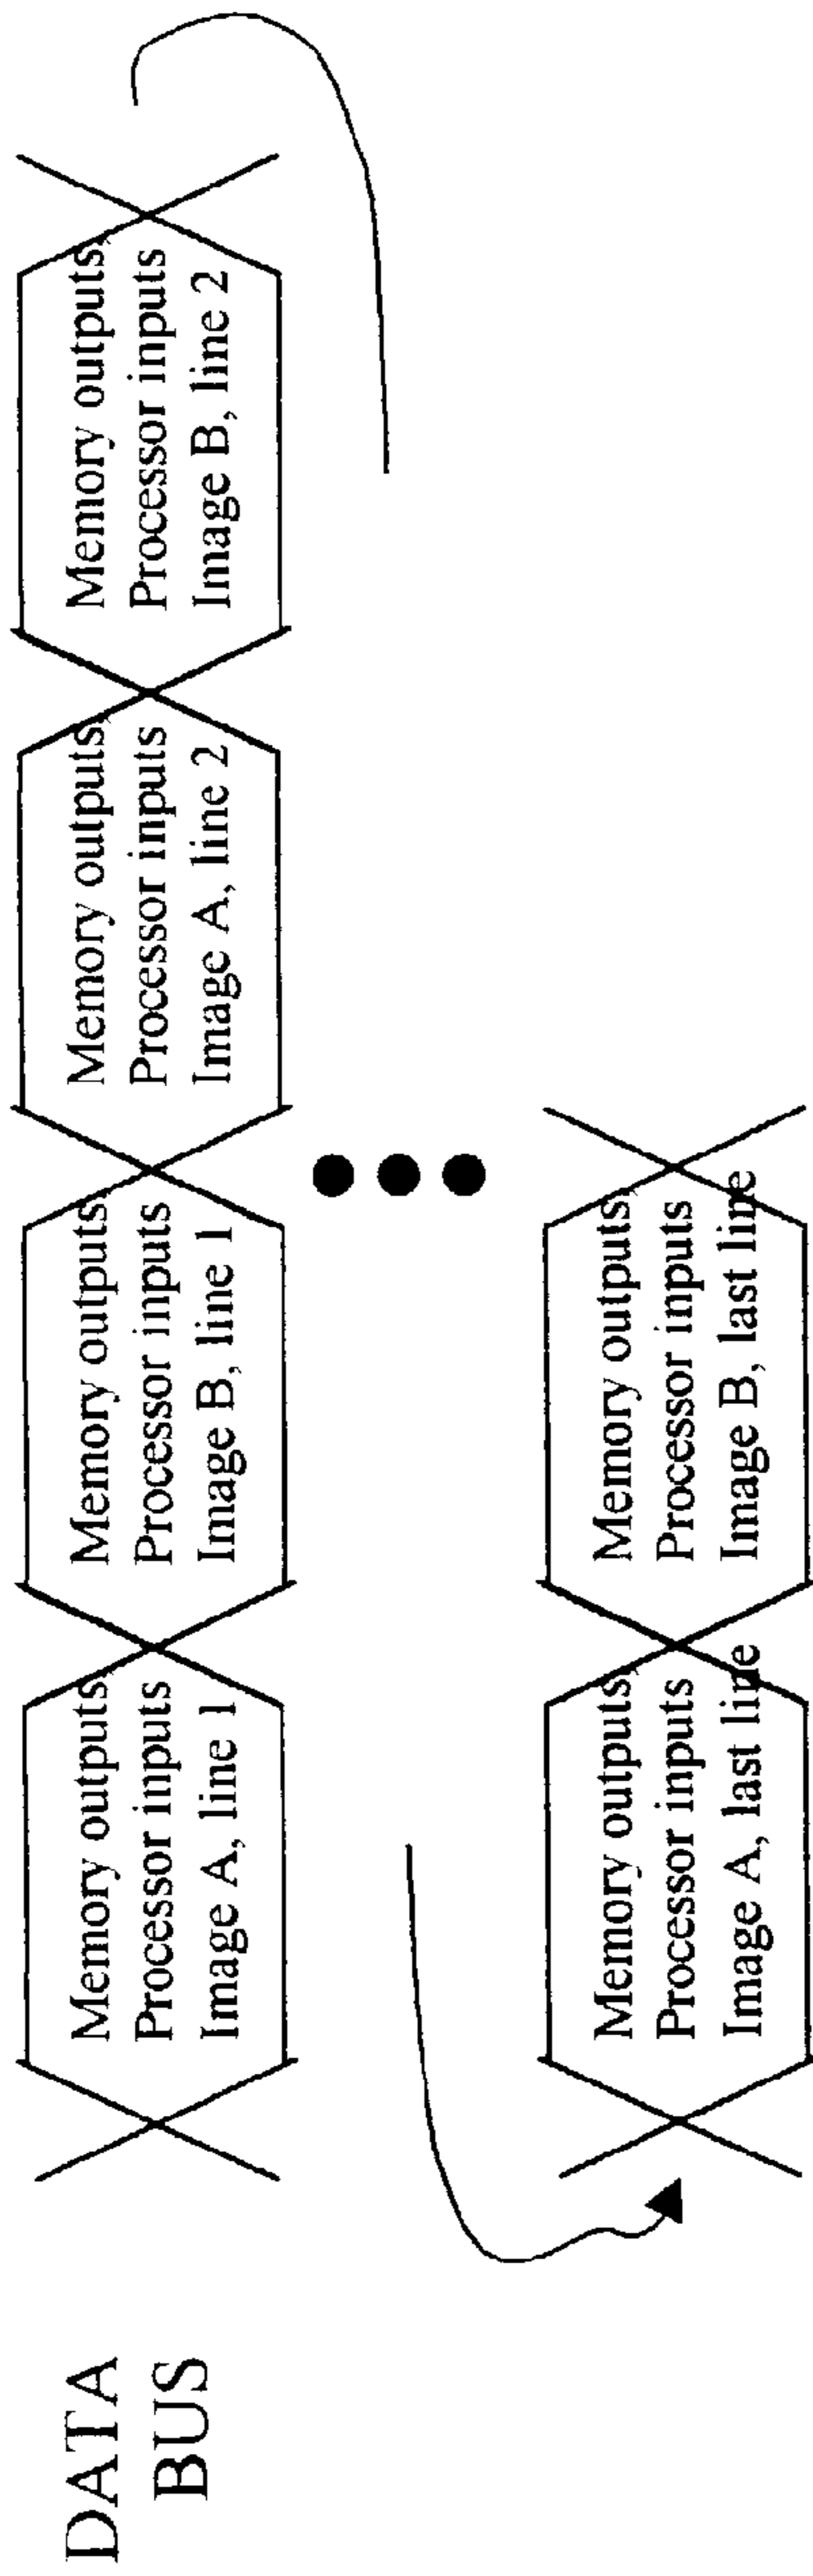 DATA
BUS
Memory outputs,
Processor inputs
Image A, line 1
Memory outputs,
Processor inputs
Image B, line 1
Memory outputs,
Processor inputs
Image A, line 2
Memory outputs,
Processor inputs
Image B, line 2
Memory outputs,
Processor inputs
Image A, last line
Memory outputs,
Processor inputs
Image B, last line